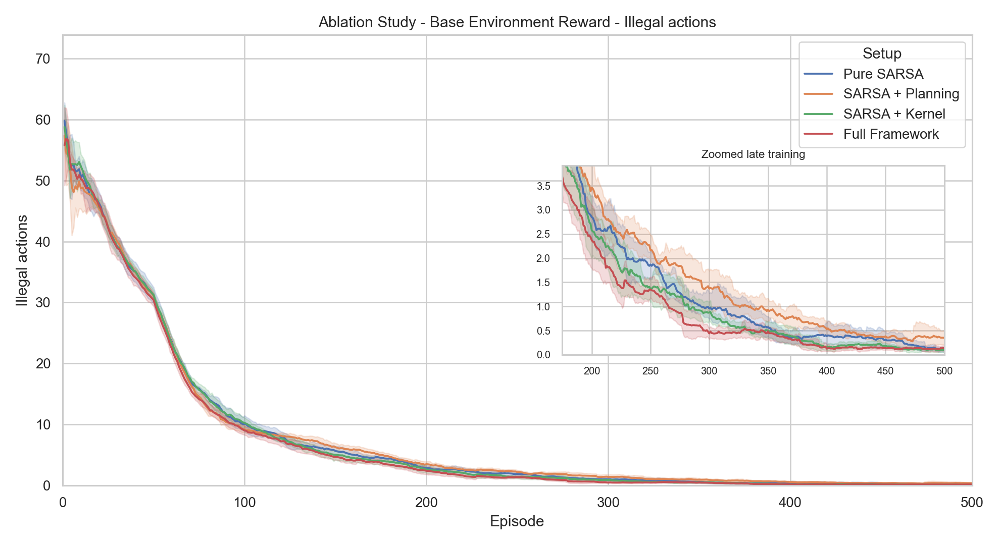 Ablation Study - Base Environment Reward - Illegal actions
Setup
Pure SARSA
SARSA + Planning
SARSA + Kernel
Full Framework
Illegal actions
70
60
50
40
30
20
10
0
Zoomed late training
3.5
3.0
2.5
2.0
1.5
1.0
0.5
0.0
200 250 300 350 400 450 500
0 100 200 300 400 500
Episode